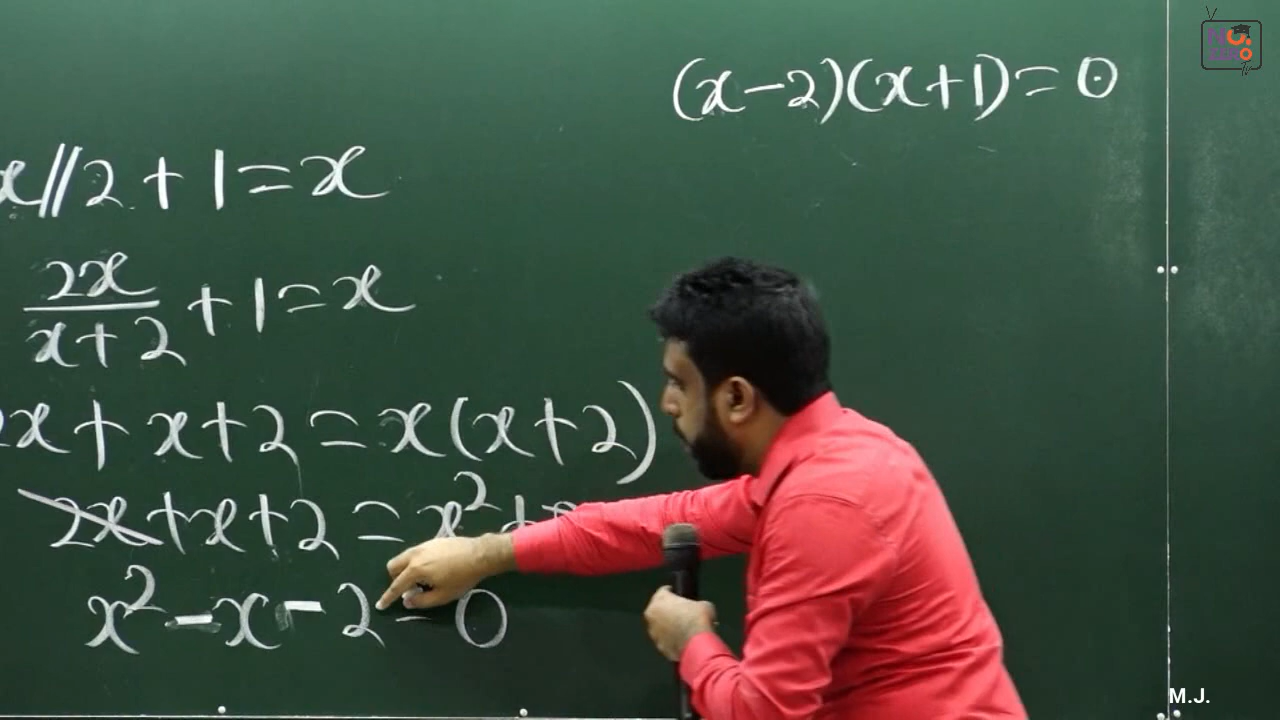 (x-2)(x+1)=0
x//2+1=x
2x/x+2 +1=x
2x+x+2=x(x+2)
2x+x+2=x²+
x²-x-2=0
M.J.